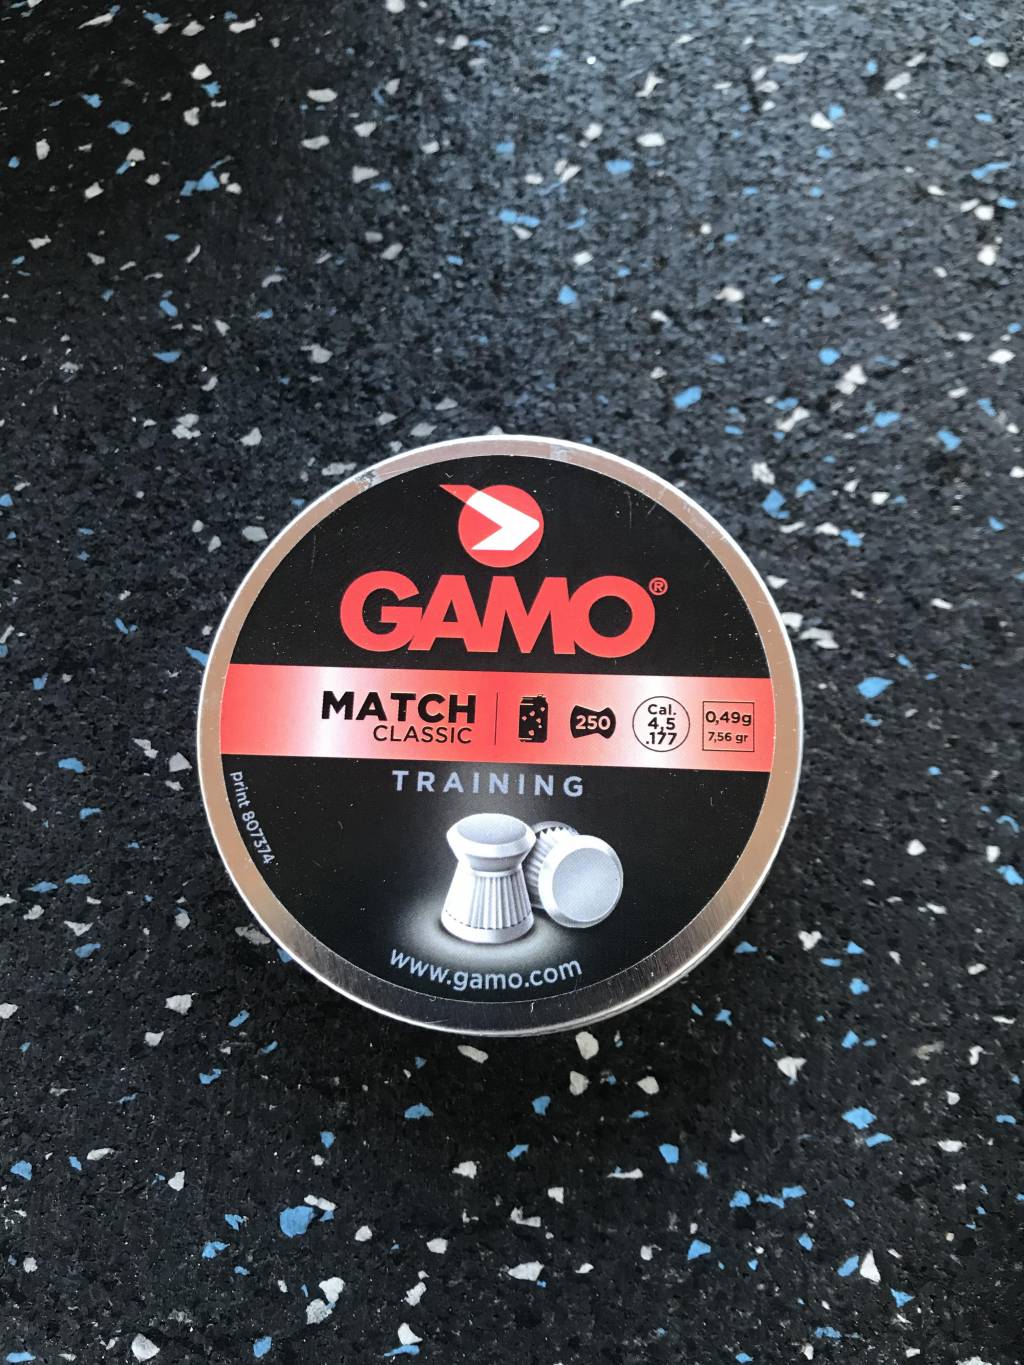 GAMO®
MATCH
CLASSIC
250
Cal.
4,5
.177
0,49g
7,56 gr
TRAINING
print 807374
www.gamo.com